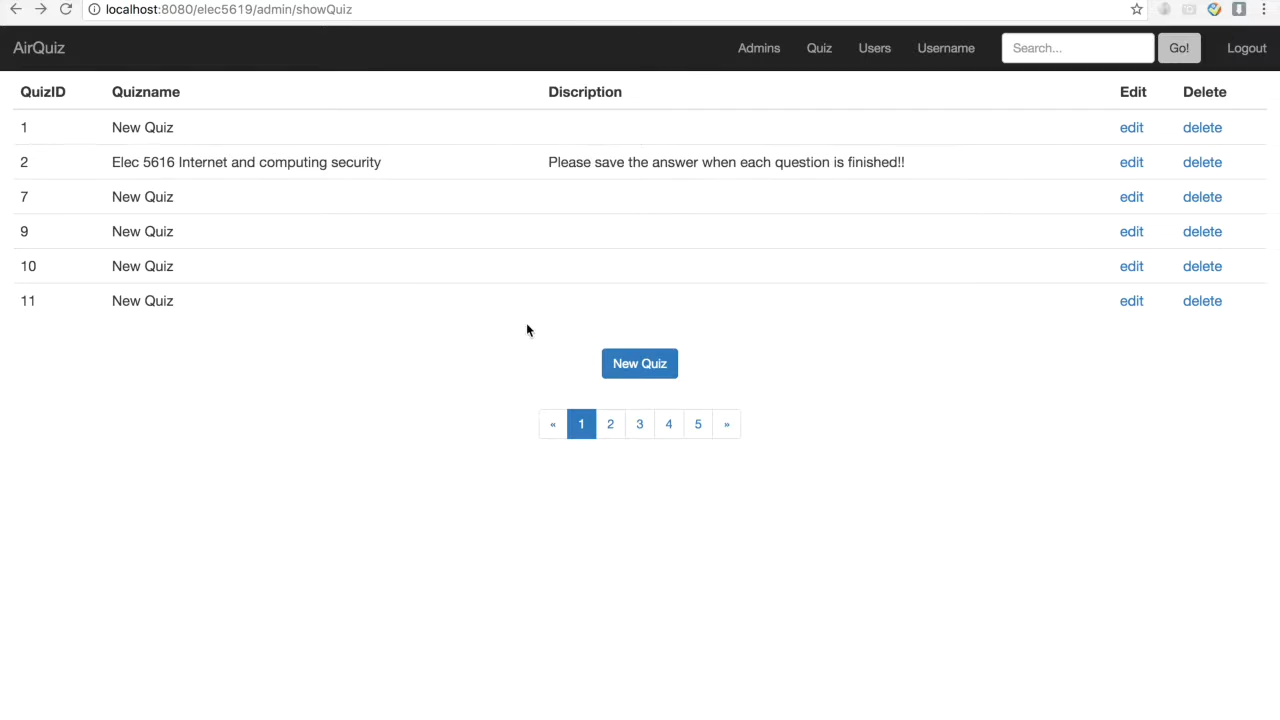 localhost:8080/elec5619/admin/showQuiz
AirQuiz Admins Quiz Users Username Search... Go! Logout
QuizID Quizname Discription Edit Delete
1 New Quiz edit delete
2 Elec 5616 Internet and computing security Please save the answer when each question is finished!! edit delete
7 New Quiz edit delete
9 New Quiz edit delete
10 New Quiz edit delete
11 New Quiz edit delete
New Quiz
« 1 2 3 4 5 »